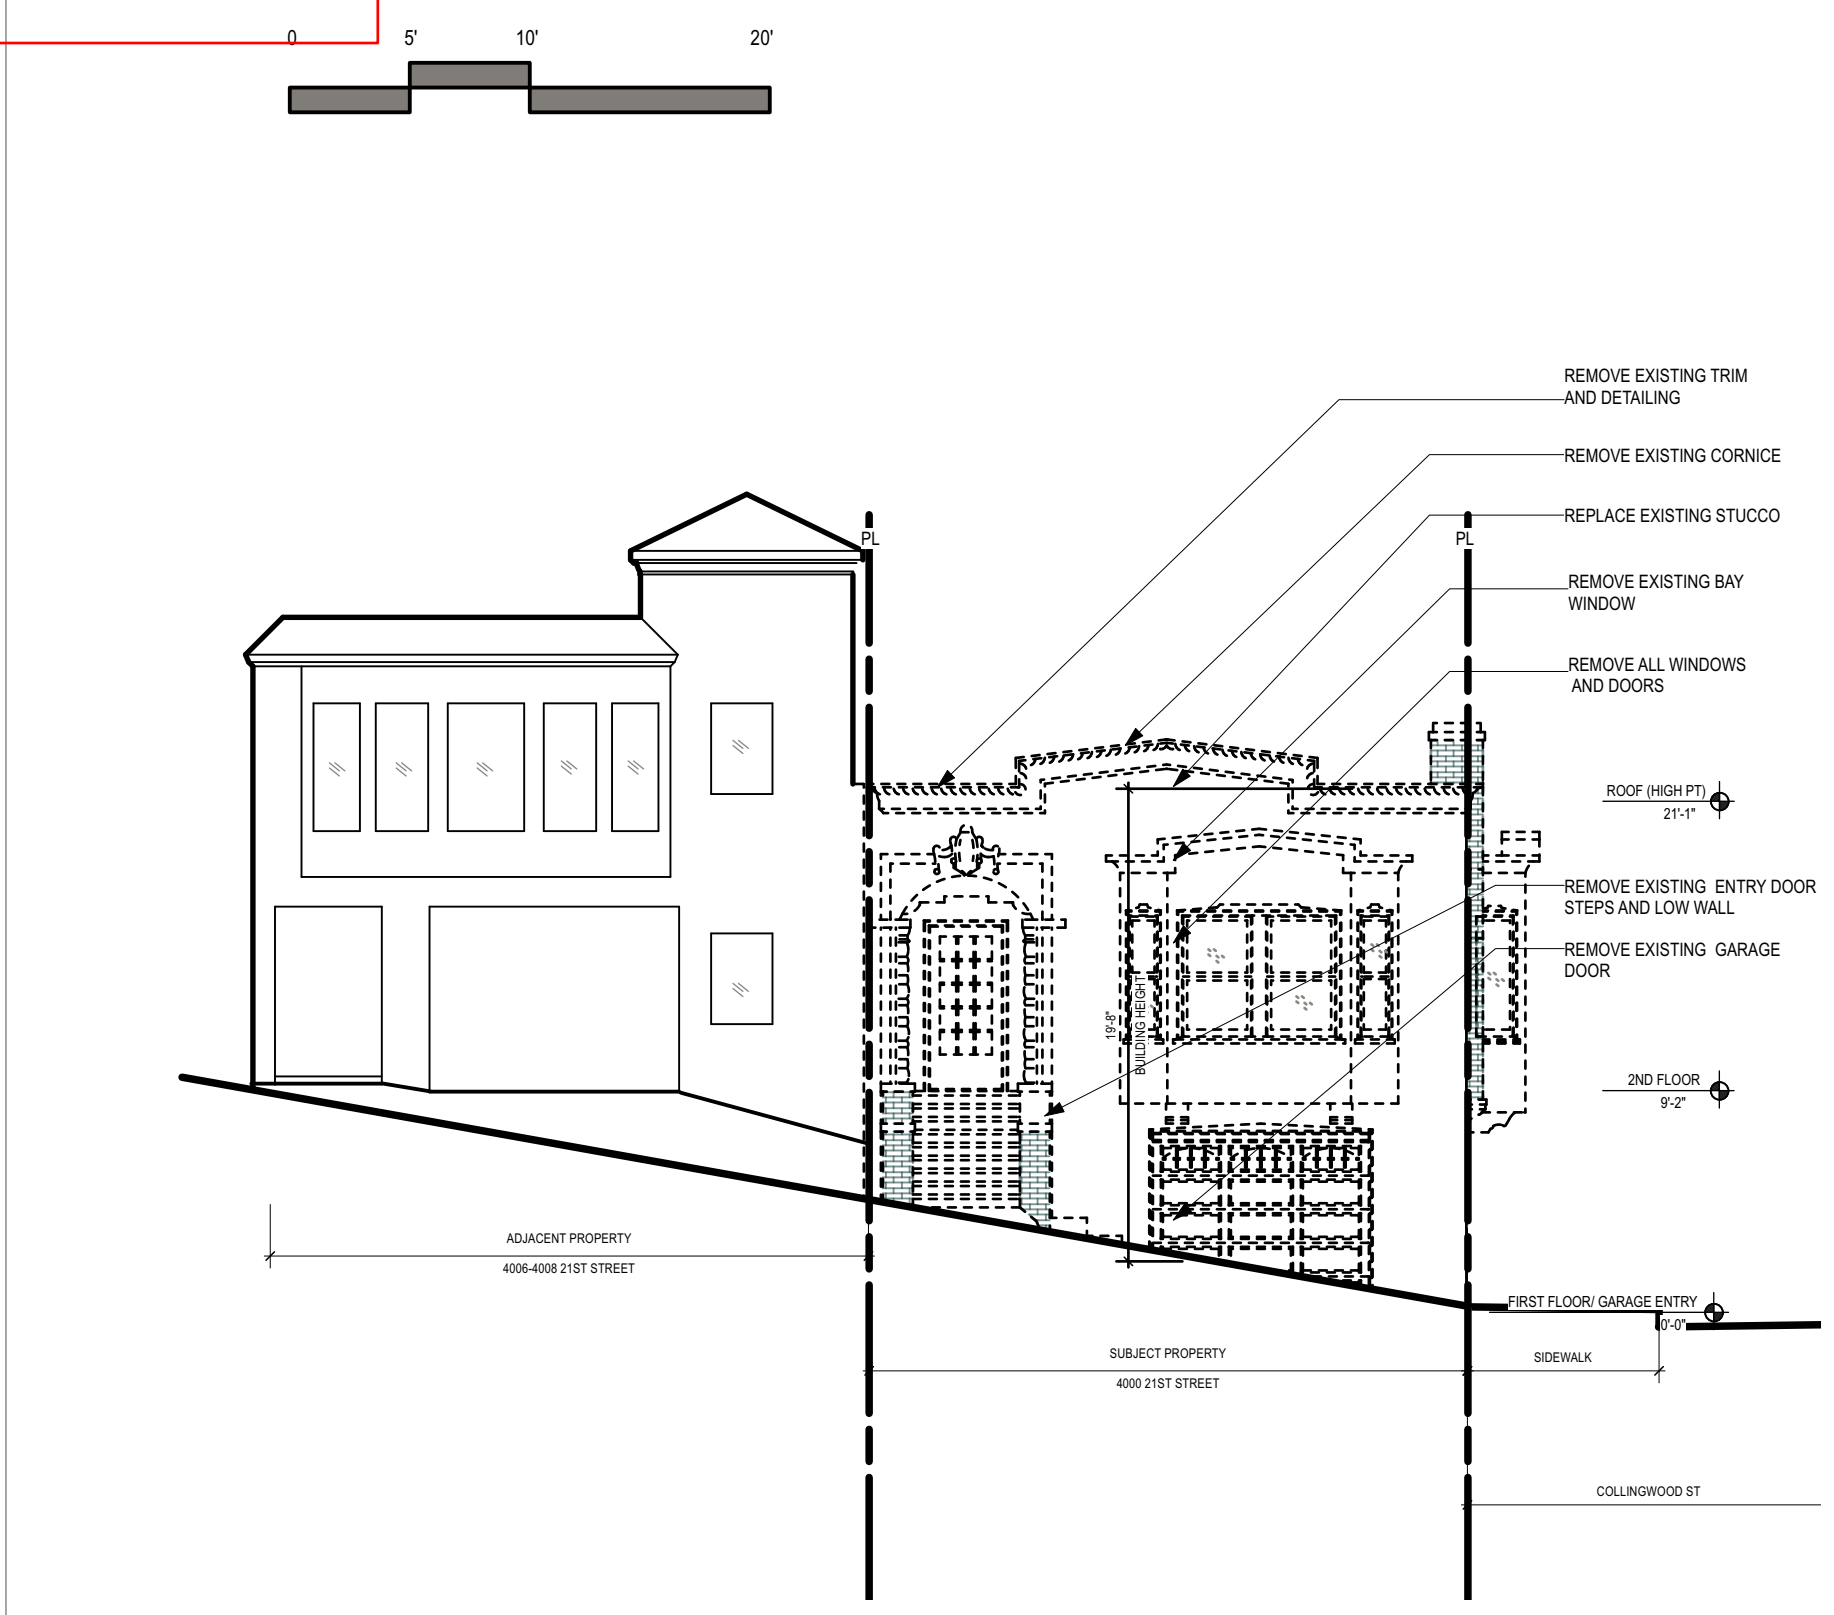 0 5' 10' 20'
REMOVE EXISTING TRIM
AND DETAILING
REMOVE EXISTING CORNICE
REPLACE EXISTING STUCCO
PL PL
REMOVE EXISTING BAY
WINDOW
REMOVE ALL WINDOWS
AND DOORS
ROOF (HIGH PT)
21'-1"
REMOVE EXISTING ENTRY DOOR
STEPS AND LOW WALL
REMOVE EXISTING GARAGE
DOOR
19'-8"
BUILDING HEIGHT
2ND FLOOR
9'-2"
ADJACENT PROPERTY
4006-4008 21ST STREET
FIRST FLOOR/ GARAGE ENTRY
0'-0"
SUBJECT PROPERTY
4000 21ST STREET
SIDEWALK
COLLINGWOOD ST